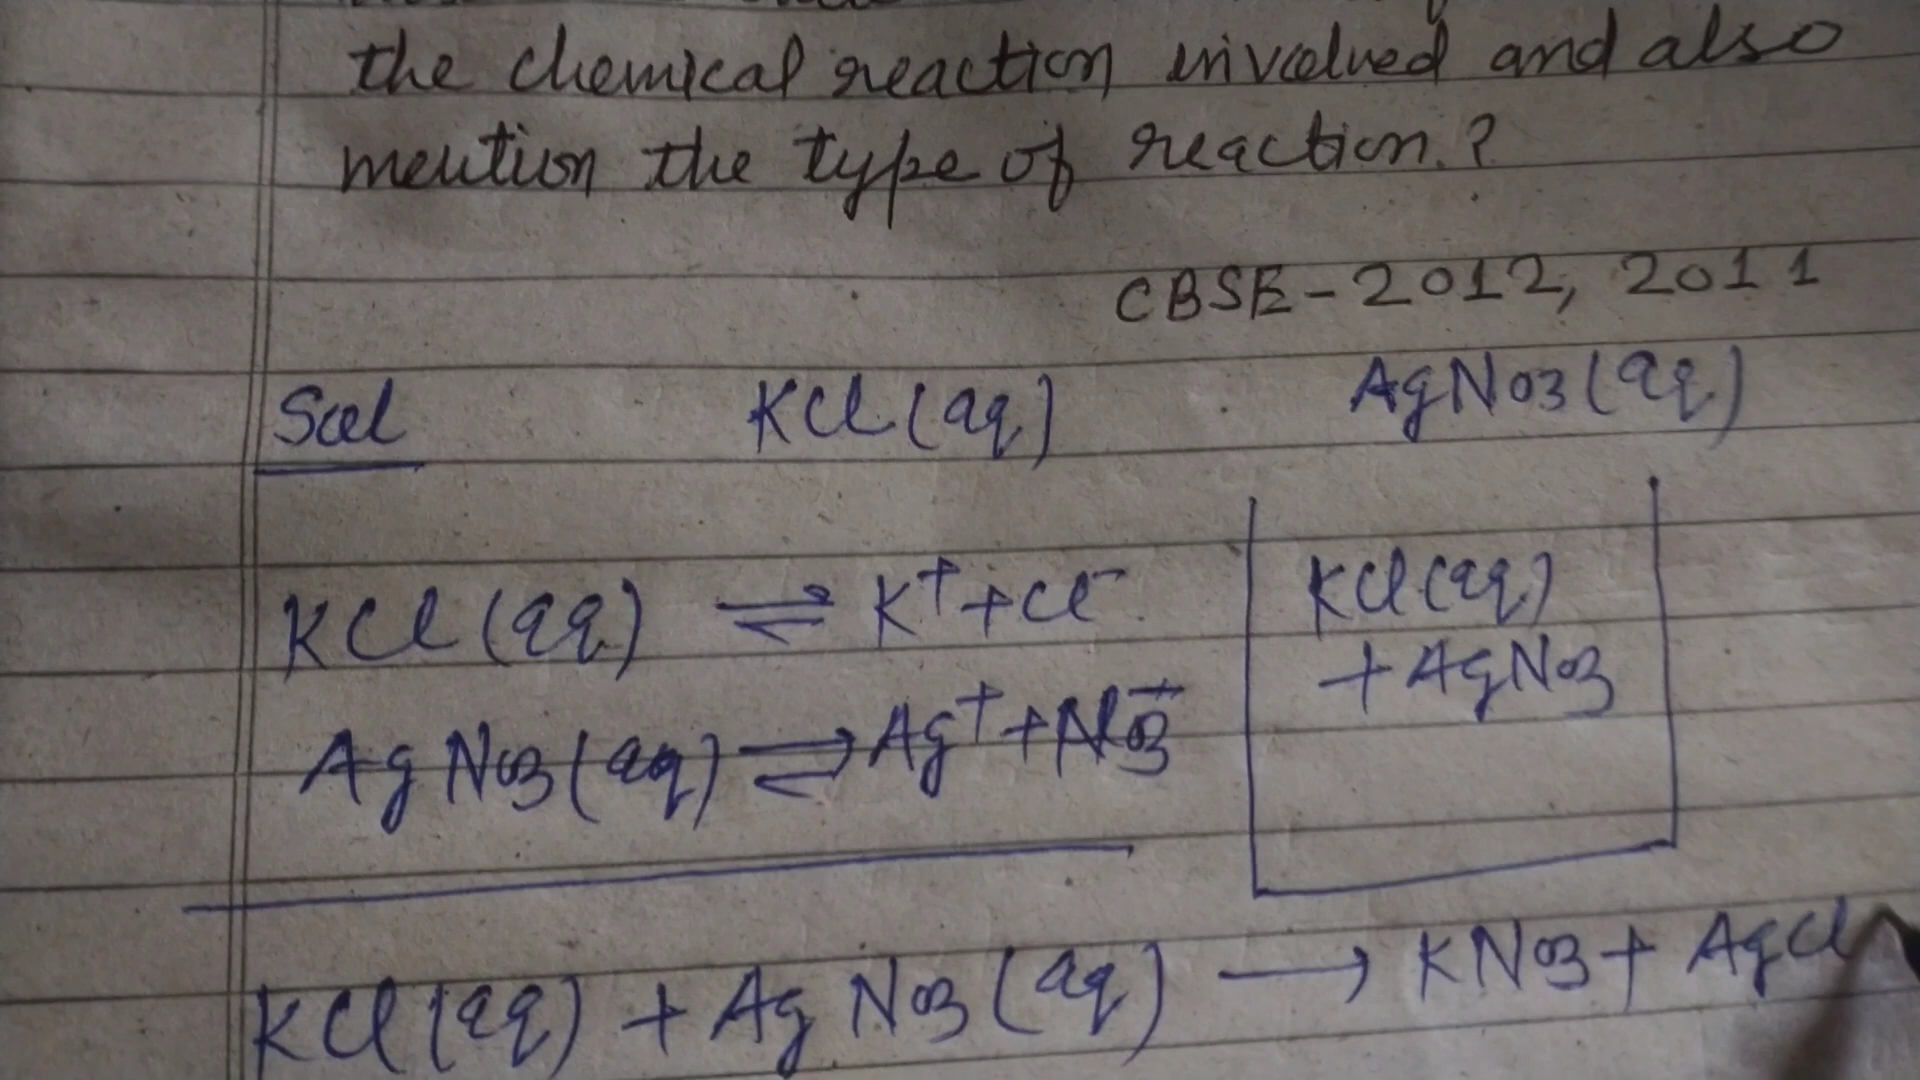 the chemical reaction involved and also
mention the type of reaction.?
CBSE-2012, 2011
Sol KCl(aq) AgNO3(aq)
KCl(aq) ⇌ K⁺+Cl⁻
KCl(aq)
+AgNO3
AgNO3(aq) ⇌ Ag⁺+NO3⁻
KCl(aq) + AgNO3(aq) → KNO3+ AgCl